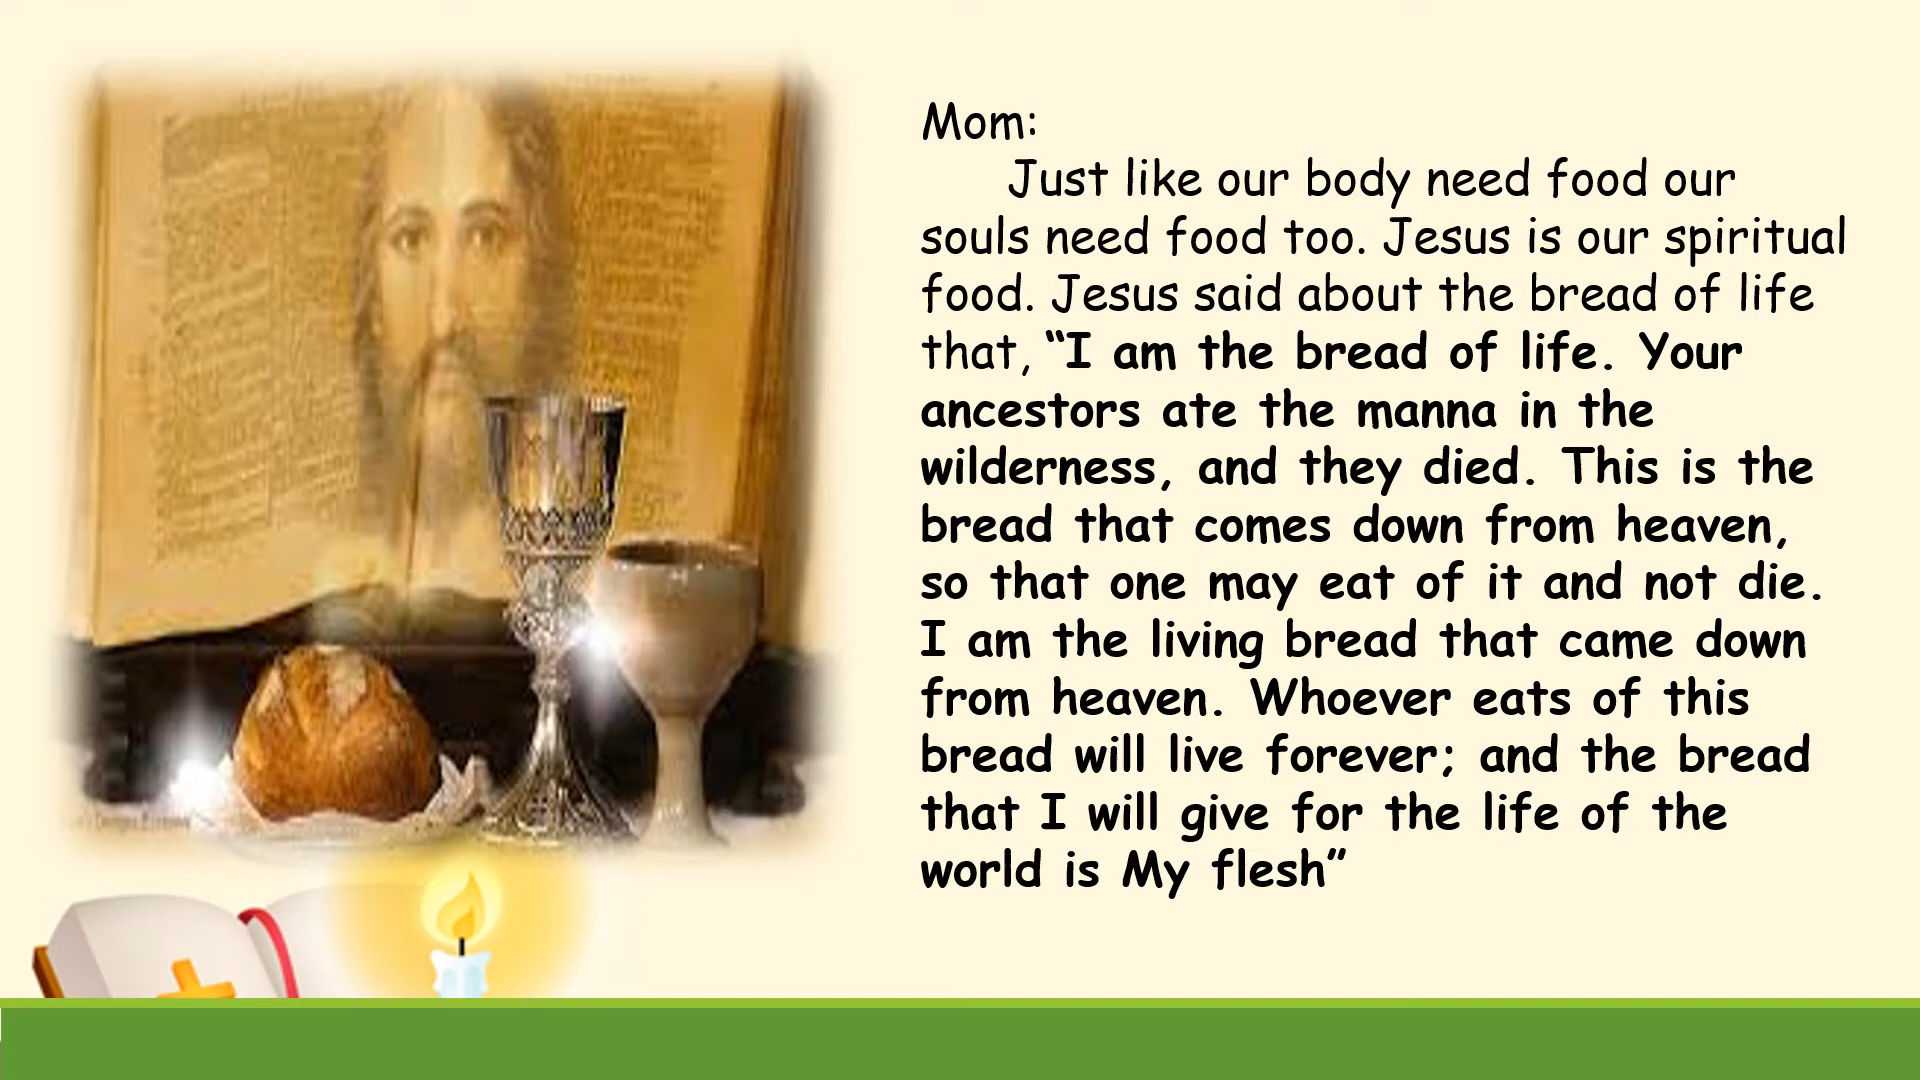 Mom:
Just like our body need food our
souls need food too. Jesus is our spiritual
food. Jesus said about the bread of life
that, “I am the bread of life. Your
ancestors ate the manna in the
wilderness, and they died. This is the
bread that comes down from heaven,
so that one may eat of it and not die.
I am the living bread that came down
from heaven. Whoever eats of this
bread will live forever; and the bread
that I will give for the life of the
world is My flesh”